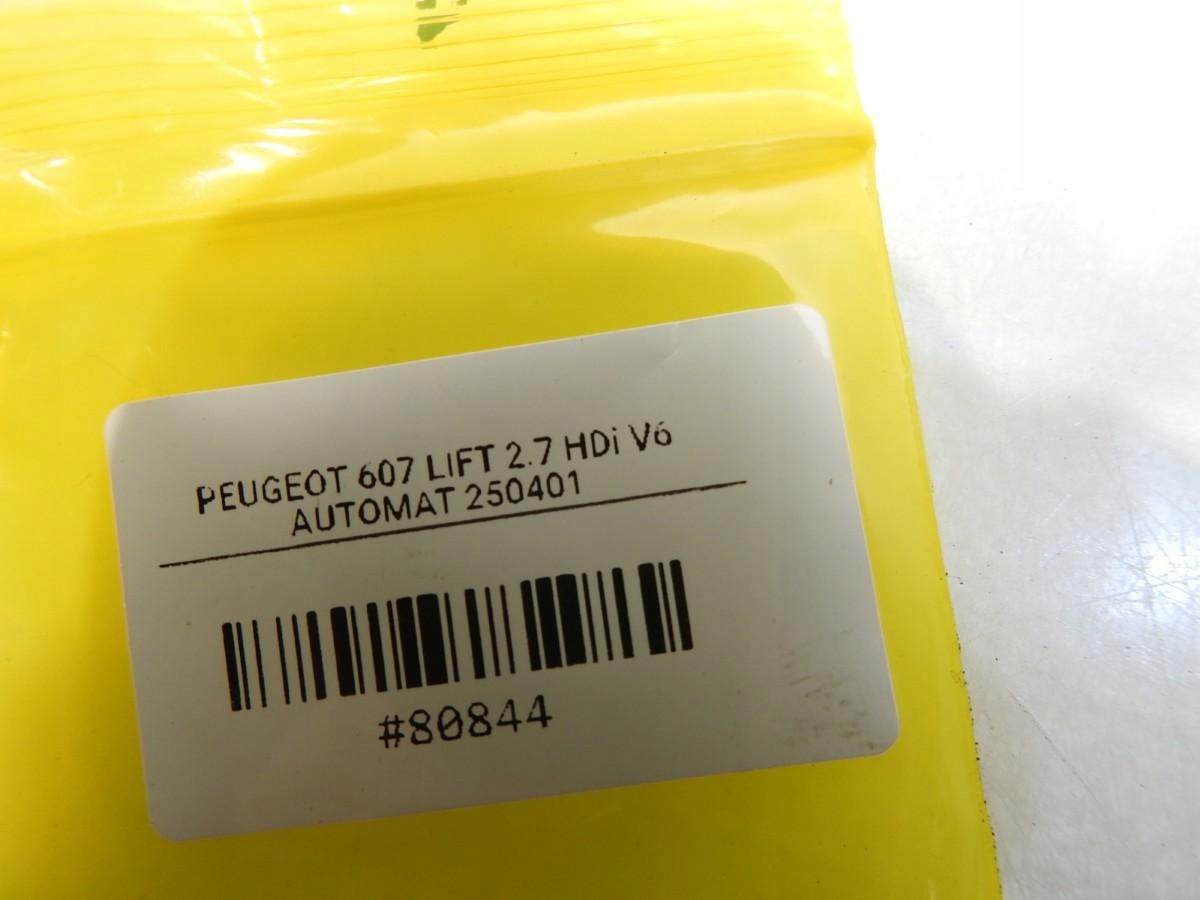 PEUGEOT 607 LIFT 2.7 HDi V6
AUTOMAT 250401
#80844